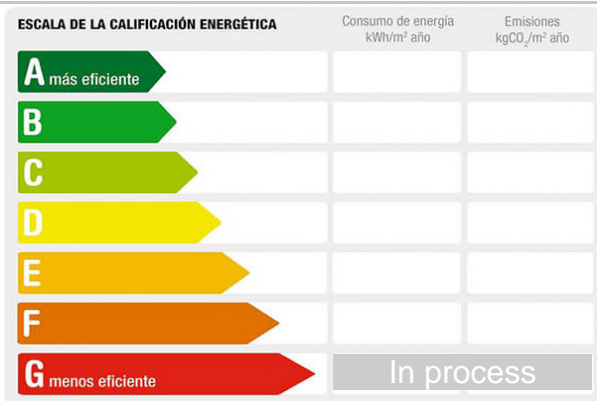 ESCALA DE LA CALIFICACIÓN ENERGÉTICA
Consumo de energía
kWh/m² año
Emisiones
kgCO₂/m² año
A más eficiente
B
C
D
E
F
G menos eficiente
In process